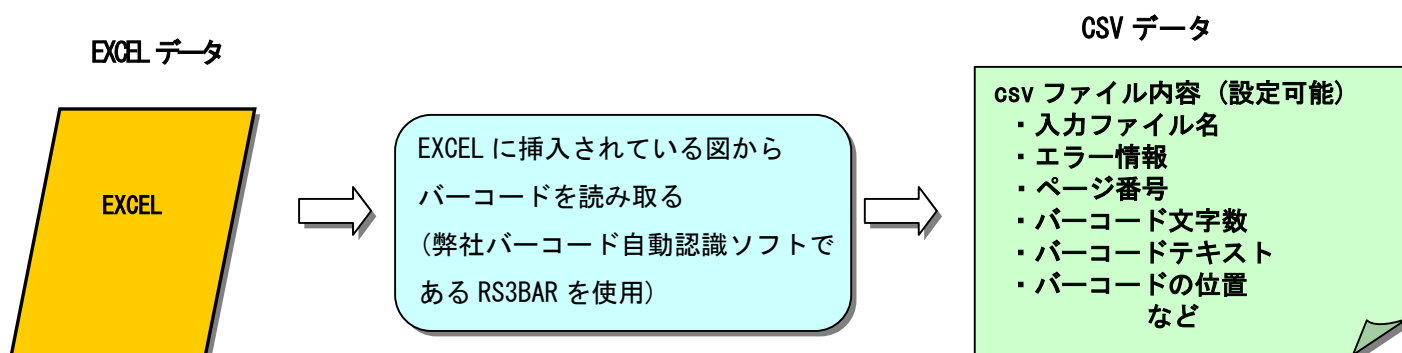 EXCEL データ
EXCEL
EXCEL に挿入されている図から
バーコードを読み取る
(弊社バーコード自動認識ソフトで
ある RS3BAR を使用)
CSV データ
csv ファイル内容（設定可能）
・入力ファイル名
・エラー情報
・ページ番号
・バーコード文字数
・バーコードテキスト
・バーコードの位置
など